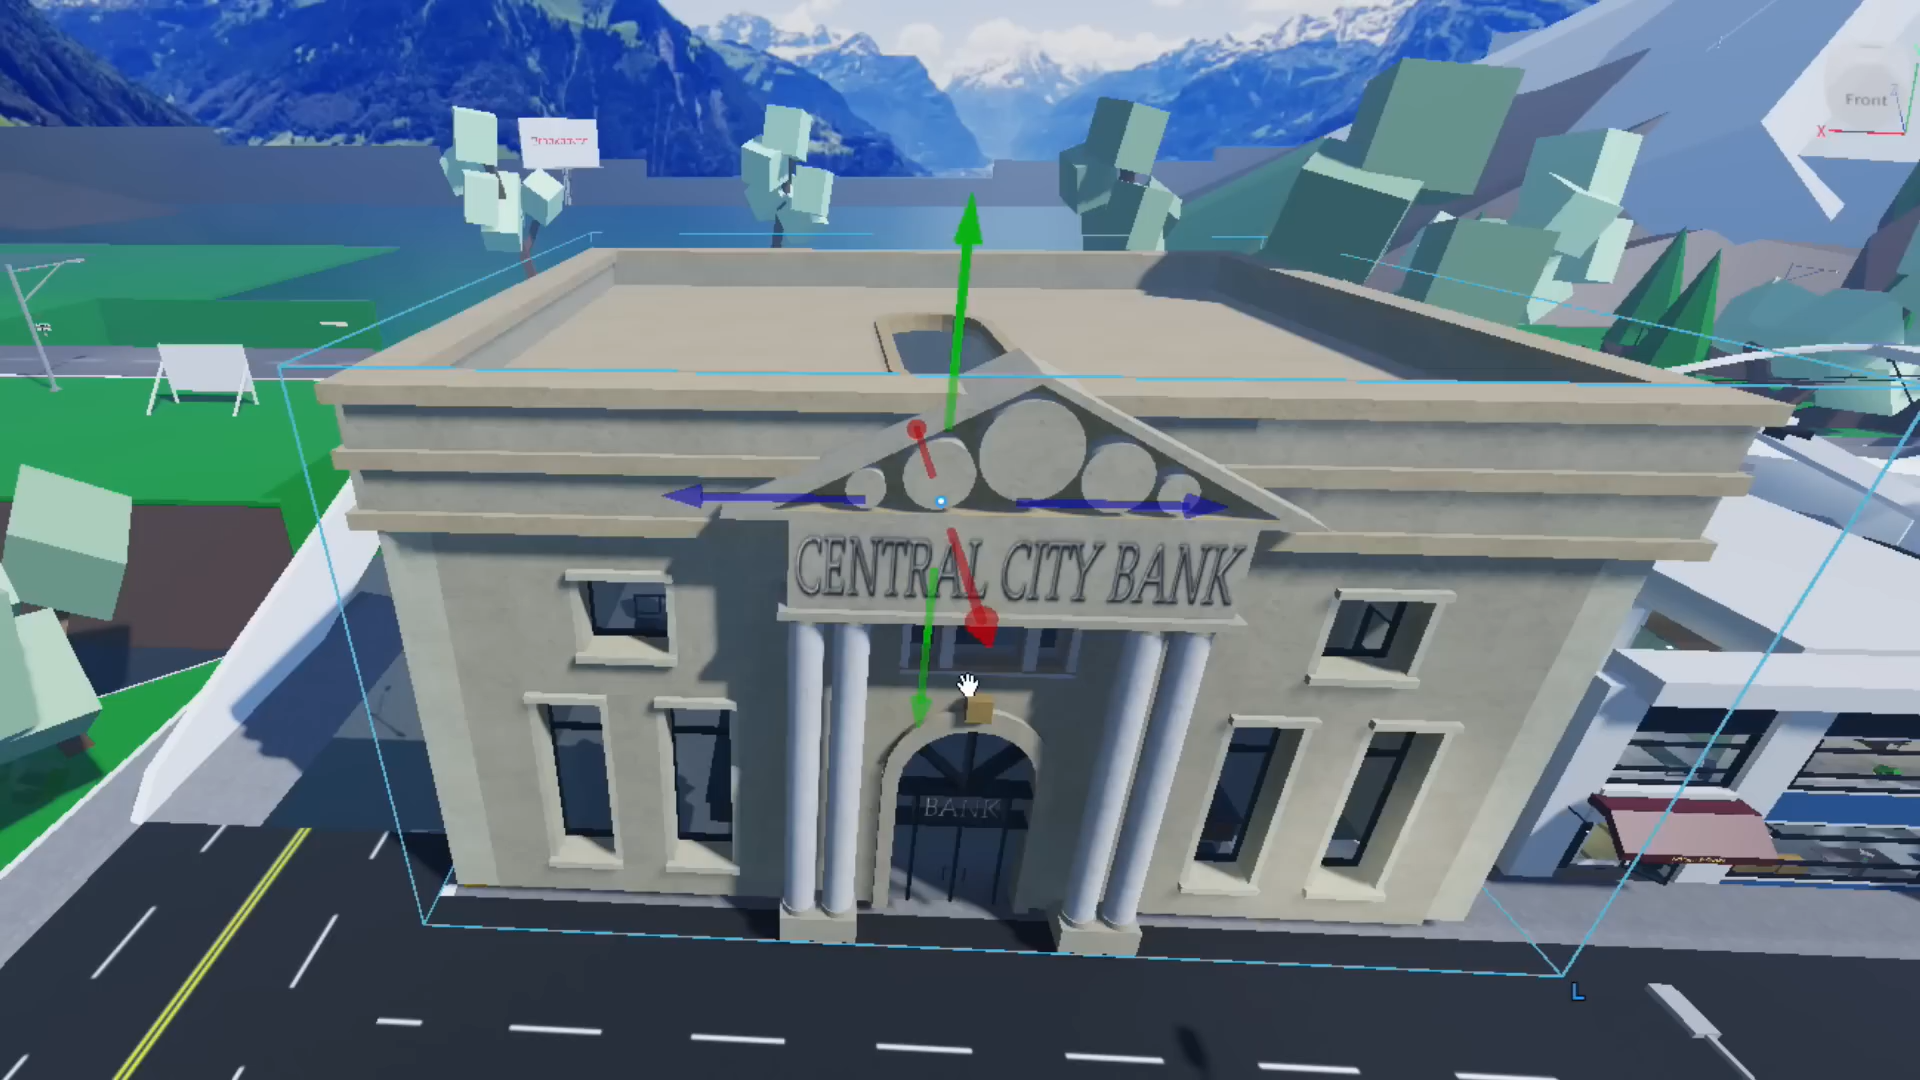 Front
X
CENTRAL CITY BANK
BANK
L